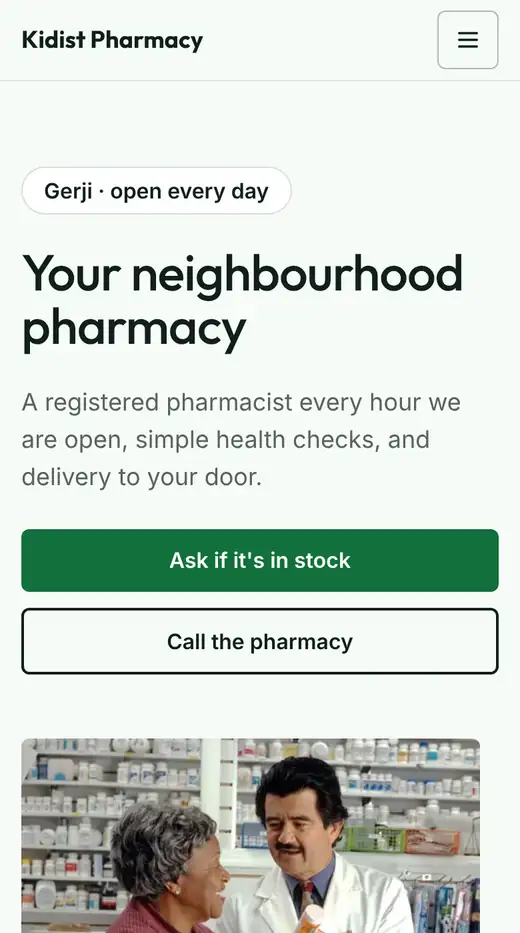 Kidist Pharmacy
Gerji · open every day
Your neighbourhood
pharmacy
A registered pharmacist every hour we
are open, simple health checks, and
delivery to your door.
Ask if it's in stock
Call the pharmacy